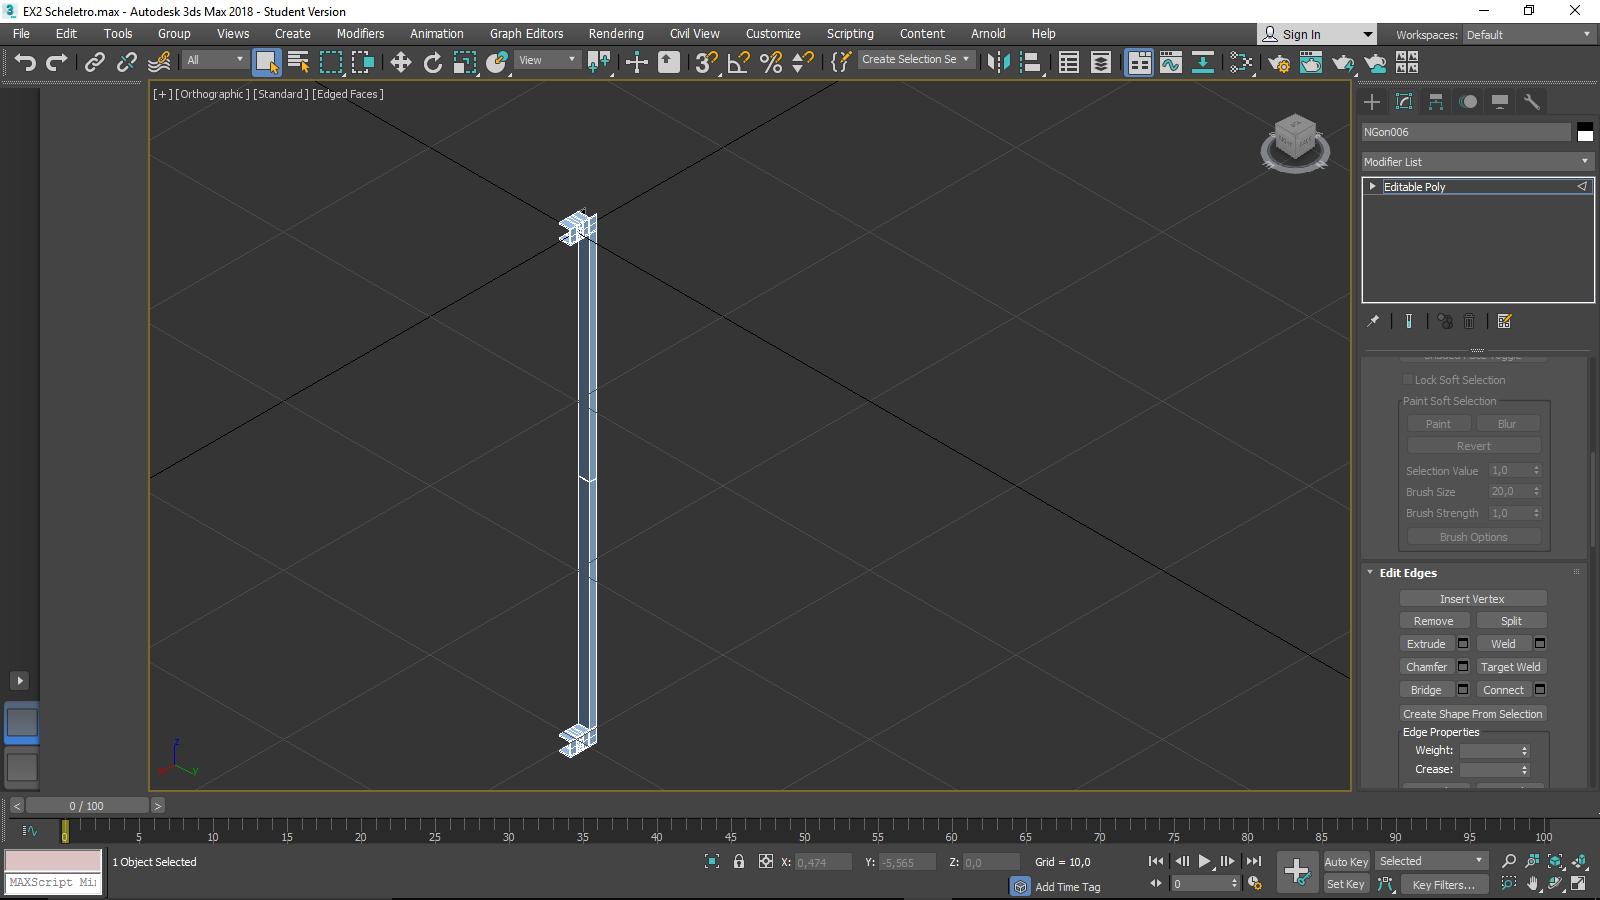 EX2 Scheletro.max - Autodesk 3ds Max 2018 - Student Version
File Edit Tools Group Views Create Modifiers Animation Graph Editors Rendering Civil View Customize Scripting Content Arnold Help
Sign In
Workspaces: Default
All
View
Create Selection Se
[+] [Orthographic] [Standard] [Edged Faces]
NGon006
Modifier List
Editable Poly
Lock Soft Selection
Paint Soft Selection
Paint Blur
Revert
Selection Value 1,0
Brush Size 20,0
Brush Strength 1,0
Brush Options
Edit Edges
Insert Vertex
Remove Split
Extrude Weld
Chamfer Target Weld
Bridge Connect
Create Shape From Selection
Edge Properties
Weight:
Crease:
z
y
< 0 / 100 >
0 5 10 15 20 25 30 35 40 45 50 55 60 65 70 75 80 85 90 95 100
1 Object Selected
X: 0,474 Y: -5,565 Z: 0,0 Grid = 10,0
Auto Key Selected
MAXScript Mi
Add Time Tag
0
Set Key Key Filters...